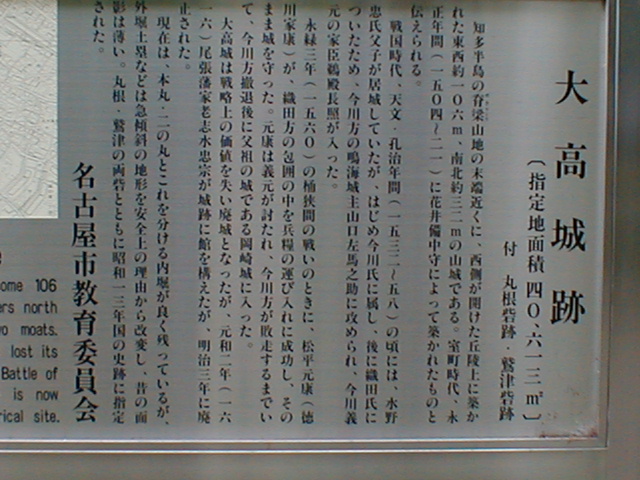 大高城跡
〔指定地面積 四〇、六一三㎡〕
付 丸根砦跡・鷲津砦跡
知多半島の脊梁山地の末端近くに、西側が開けた丘陵上に築か
れた東西約一〇六m、南北約三二mの山城である。室町時代、永
正年間（一五〇四〜二一）に花井備中守によって築かれたものと
伝えられる。
戦国時代、天文・弘治年間（一五三二〜五八）の頃には、水野
忠氏父子が居城していたが、はじめ今川氏に属し、後に織田氏に
ついたため、今川方の鳴海城主山口左馬之助に攻められ、今川義
元の家臣鵜殿長照が入った。
永禄三年（一五六〇）の桶狭間の戦いのときに、松平元康（徳
川家康）が、織田方の包囲の中を兵糧の運び入れに成功し、その
まま城を守った。元康は義元が討たれ、今川方が敗走するまでい
て、今川方撤退後に父祖の城である岡崎城に入った。
大高城は戦略上の価値を失い廃城となったが、元和二年（一六
一六）尾張藩家老志水忠宗が城跡に館を構えたが、明治三年に廃
止された。
現在は、本丸・二の丸とこれを分ける内堀が良く残っているが、
外堀土塁などは急傾斜の地形を安全上の理由から改変し、昔の面
影は薄い。丸根・鷲津の両砦とともに昭和一三年国の史跡に指定
された。
名古屋市教育委員会
ome 106
ers north
wo moats.
lost its
Battle of
is now
rical site.